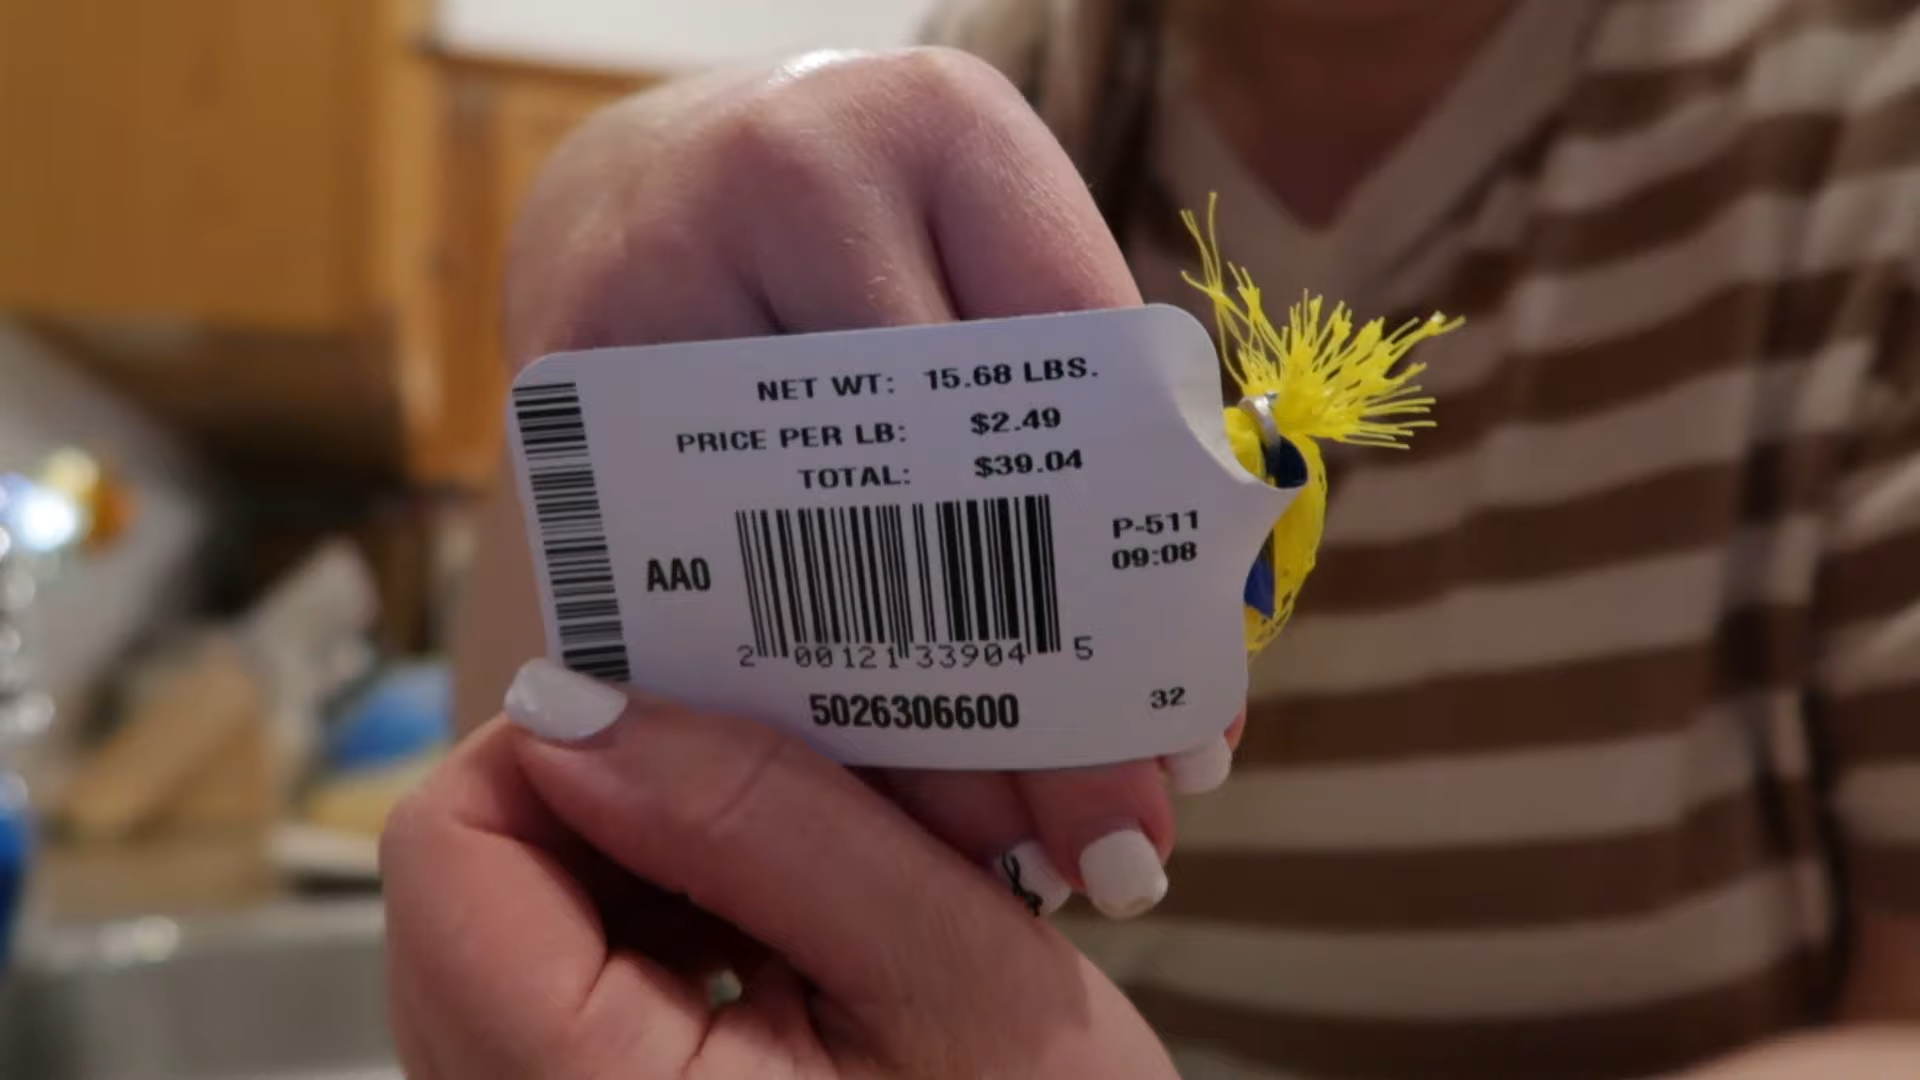 NET WT: 15.68 LBS.
PRICE PER LB: $2.49
TOTAL: $39.04
P-511
09:08
AA0
2 00121 33904 5
5026306600
32